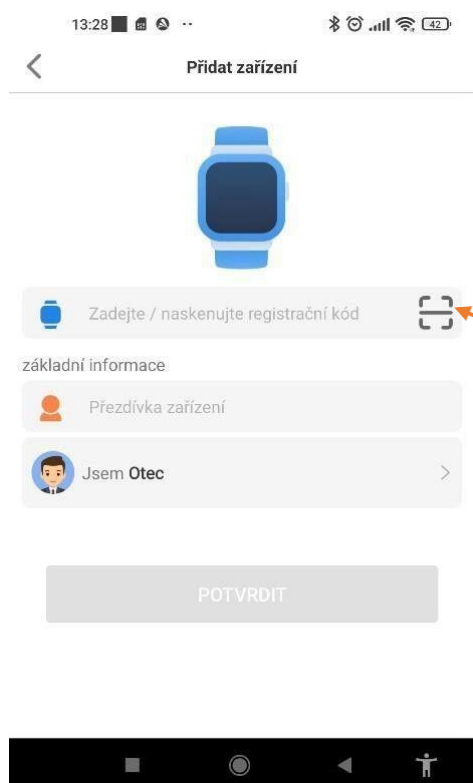 13:28
42
Přidat zařízení
Zadejte / naskenujte registrační kód
základní informace
Přezdívka zařízení
Jsem Otec
POTVRDIT